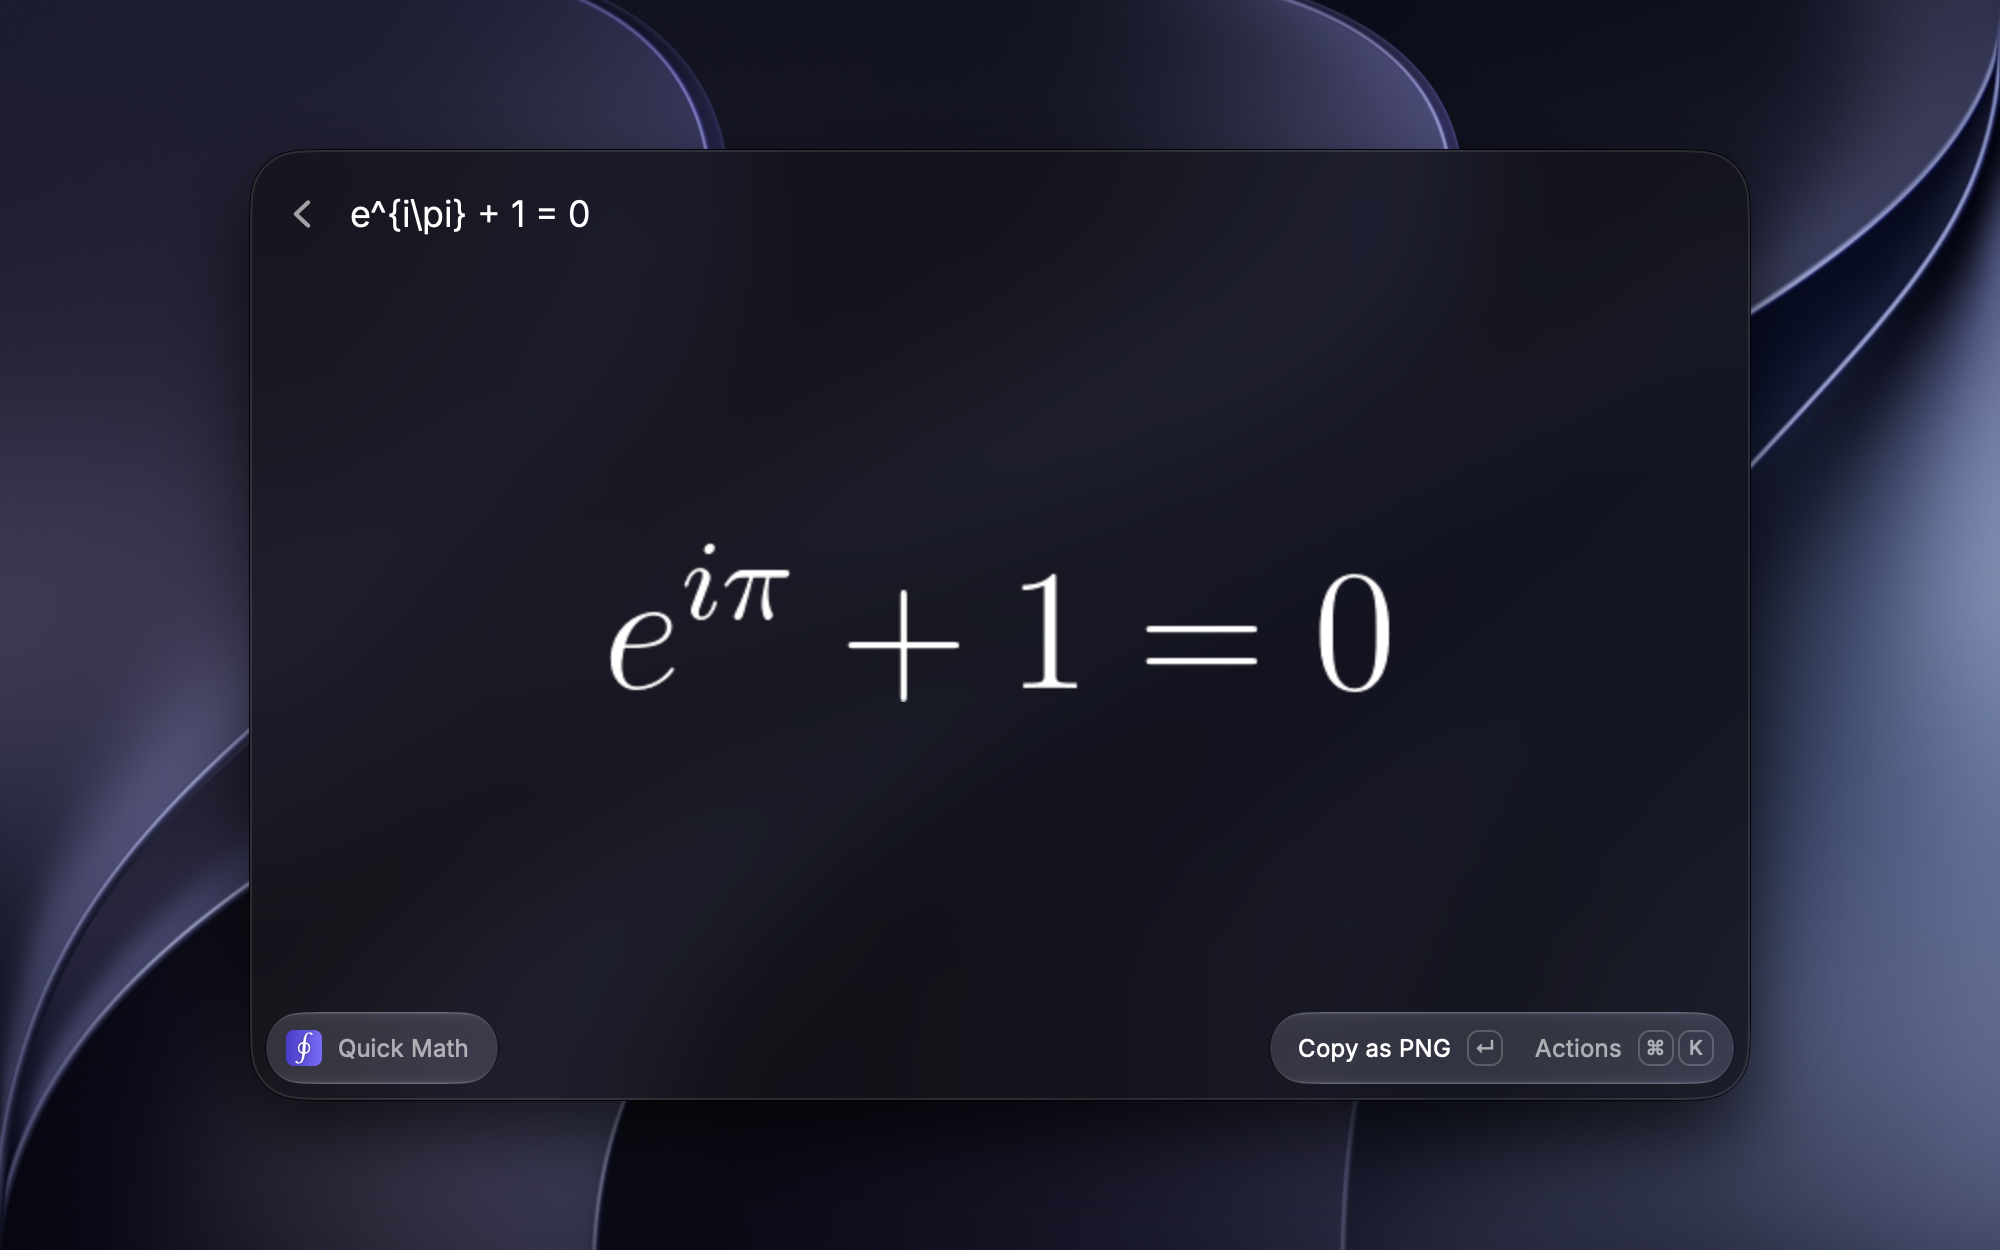 e^{i\pi} + 1 = 0
e^{iπ} + 1 = 0
Quick Math
Copy as PNG ↵ Actions ⌘ K